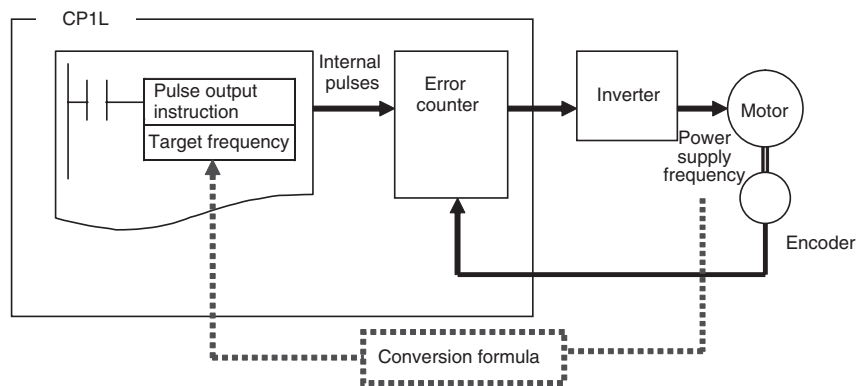 CP1L
Internal
pulses
Pulse output
instruction
Target frequency
Error
counter
Inverter
Motor
Power
supply
frequency
Encoder
Conversion formula